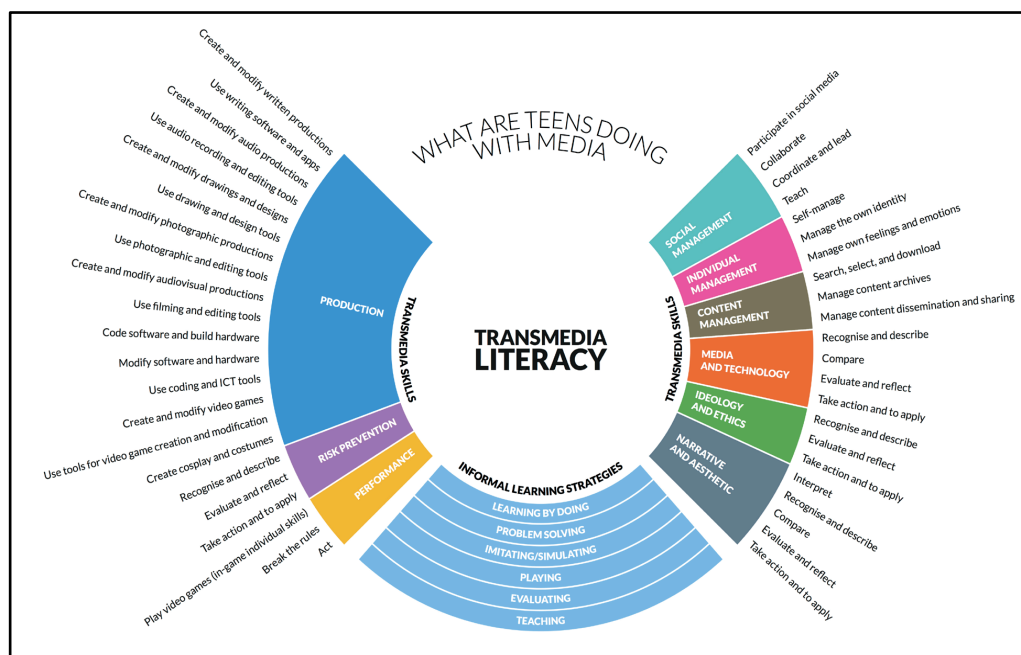 WHAT ARE TEENS DOING
WITH MEDIA
TRANSMEDIA
LITERACY
TRANSMEDIA SKILLS
PRODUCTION
Create and modify written productions
Use writing software and apps
Create and modify audio productions
Use audio recording and editing tools
Create and modify drawings and designs
Use drawing and design tools
Create and modify photographic productions
Use photographic and editing tools
Create and modify audiovisual productions
Use filming and editing tools
Code software and build hardware
Modify software and hardware
Use coding and ICT tools
Create and modify video games
Use tools for video game creation and modification
Create cosplay and costumes
RISK PREVENTION
Recognise and describe
Evaluate and reflect
Take action and to apply
PERFORMANCE
Play video games (in-game individual skills)
Break the rules
Act
TRANSMEDIA SKILLS
SOCIAL
MANAGEMENT
Participate in social media
Collaborate
Coordinate and lead
Teach
INDIVIDUAL
MANAGEMENT
Self-manage
Manage the own identity
Manage own feelings and emotions
CONTENT
MANAGEMENT
Search, select, and download
Manage content archives
Manage content dissemination and sharing
MEDIA
AND TECHNOLOGY
Recognise and describe
Compare
Evaluate and reflect
Take action and to apply
IDEOLOGY
AND ETHICS
Recognise and describe
Evaluate and reflect
Take action and to apply
NARRATIVE
AND AESTHETIC
Interpret
Recognise and describe
Compare
Evaluate and reflect
Take action and to apply
INFORMAL LEARNING STRATEGIES
LEARNING BY DOING
PROBLEM SOLVING
IMITATING/SIMULATING
PLAYING
EVALUATING
TEACHING